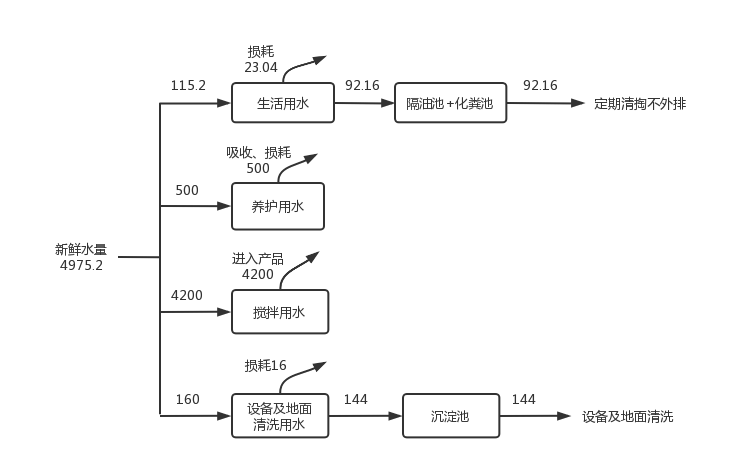 损耗
23.04
115.2
生活用水
92.16
隔油池+化粪池
92.16
定期清掏不外排
吸收、损耗
500
500
养护用水
新鲜水量
4975.2
进入产品
4200
4200
搅拌用水
损耗16
160
设备及地面
清洗用水
144
沉淀池
144
设备及地面清洗